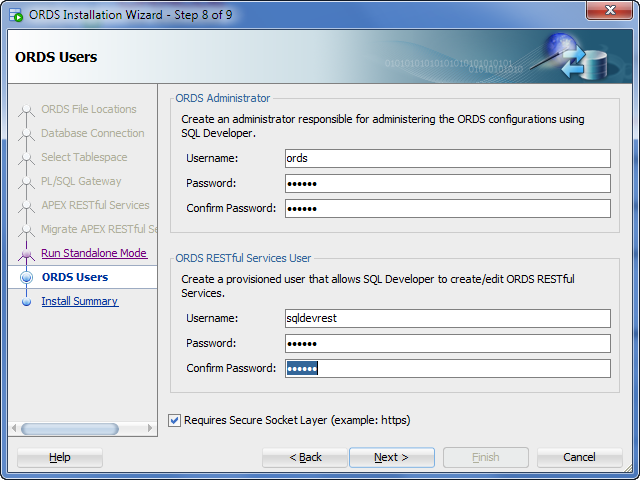 ORDS Installation Wizard - Step 8 of 9
ORDS Users
01010101010101010101010101
0101010101010
ORDS File Locations
Database Connection
Select Tablespace
PL/SQL Gateway
APEX RESTful Services
Migrate APEX RESTful Se
Run Standalone Mode
ORDS Users
Install Summary
ORDS Administrator
Create an administrator responsible for administering the ORDS configurations using
SQL Developer.
Username: ords
Password: ••••••
Confirm Password: ••••••
ORDS RESTful Services User
Create a provisioned user that allows SQL Developer to create/edit ORDS RESTful
Services.
Username: sqldevrest
Password: ••••••
Confirm Password: ••••••
Requires Secure Socket Layer (example: https)
Help
< Back
Next >
Finish
Cancel